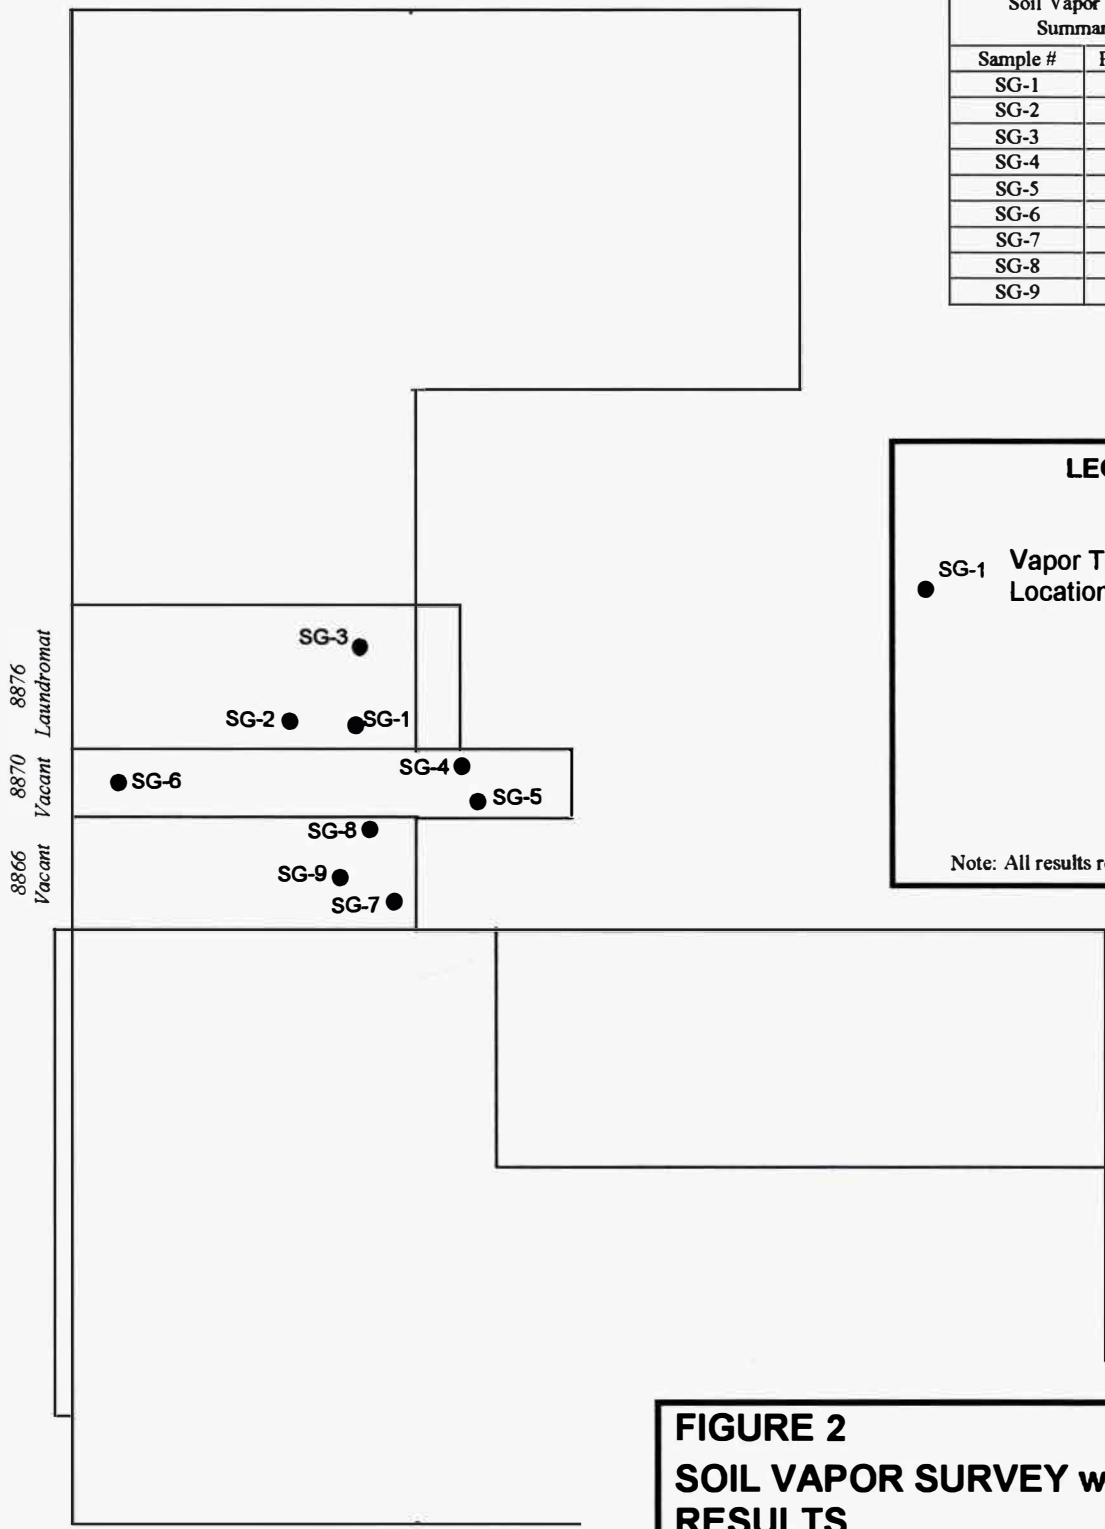 Soil Vapor
Sample #
SG-1
SG-2
SG-3
SG-4
SG-5
SG-6
SG-7
SG-8
SG-9
SG-1 Vapor
8876
Laundromat
8870
Vacant
8866
Vacant
SG-3
SG-2
SG-1
SG-4
SG-6
SG-5
SG-8
SG-9
SG-7
Note: All results
FIGURE 2
SOIL VAPOR SURVEY
RESULTS